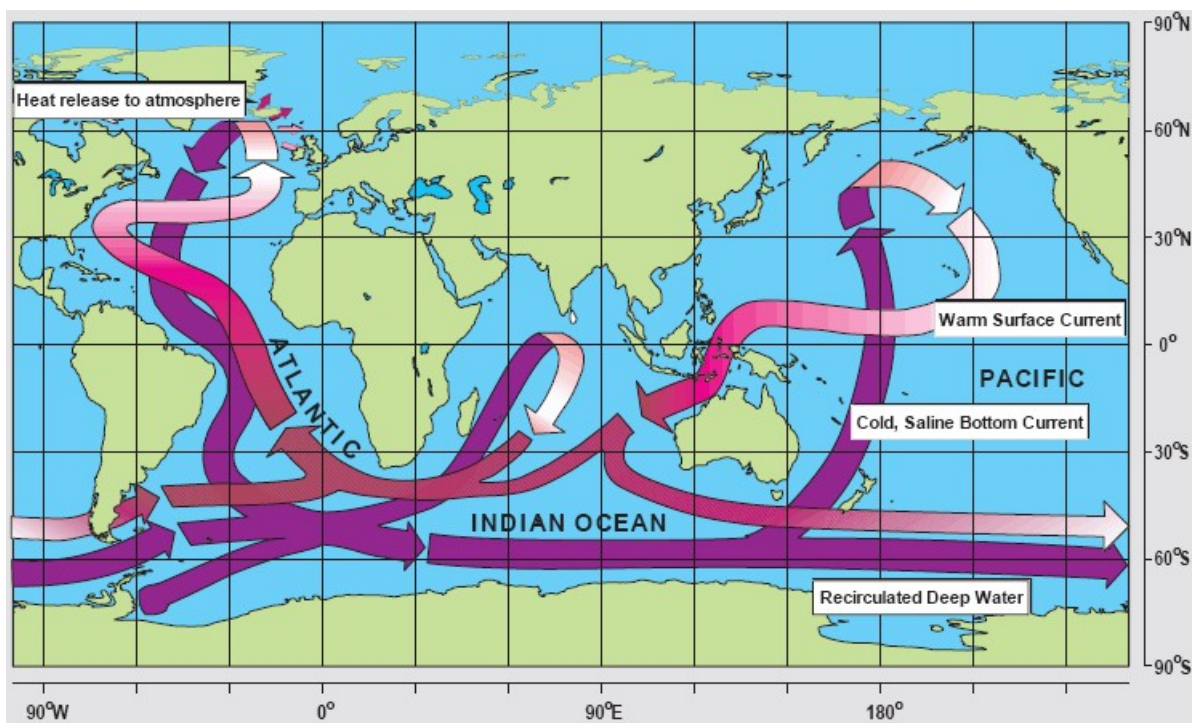 90°N
Heat release to atmosphere
60°N
30°N
Warm Surface Current
0°
ATLANTIC
PACIFIC
Cold, Saline Bottom Current
30°S
INDIAN OCEAN
60°S
Recirculated Deep Water
90°S
90°W 0° 90°E 180°